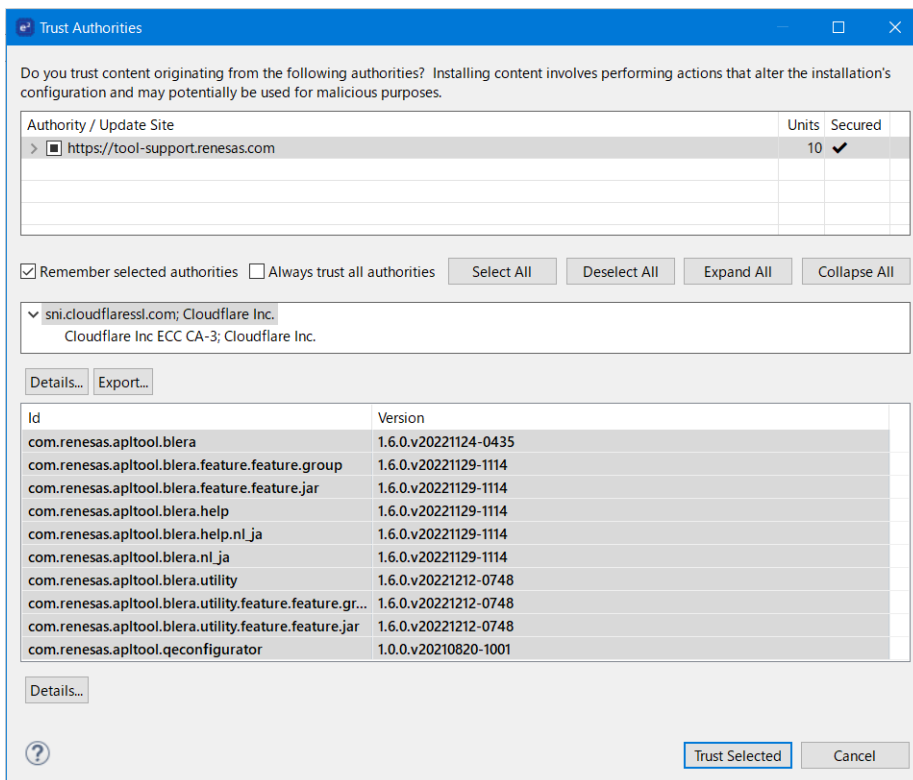 e² Trust Authorities
Do you trust content originating from the following authorities?  Installing content involves performing actions that alter the installation's
configuration and may potentially be used for malicious purposes.
Authority / Update Site Units Secured
https://tool-support.renesas.com 10
Remember selected authorities Always trust all authorities Select All Deselect All Expand All Collapse All
sni.cloudflaressl.com; Cloudflare Inc.
Cloudflare Inc ECC CA-3; Cloudflare Inc.
Details... Export...
Id Version
com.renesas.apltool.blera 1.6.0.v20221124-0435
com.renesas.apltool.blera.feature.feature.group 1.6.0.v20221129-1114
com.renesas.apltool.blera.feature.feature.jar 1.6.0.v20221129-1114
com.renesas.apltool.blera.help 1.6.0.v20221129-1114
com.renesas.apltool.blera.help.nl_ja 1.6.0.v20221129-1114
com.renesas.apltool.blera.nl_ja 1.6.0.v20221129-1114
com.renesas.apltool.blera.utility 1.6.0.v20221212-0748
com.renesas.apltool.blera.utility.feature.feature.gr... 1.6.0.v20221212-0748
com.renesas.apltool.blera.utility.feature.feature.jar 1.6.0.v20221212-0748
com.renesas.apltool.qeconfigurator 1.0.0.v20210820-1001
Details...
? Trust Selected Cancel